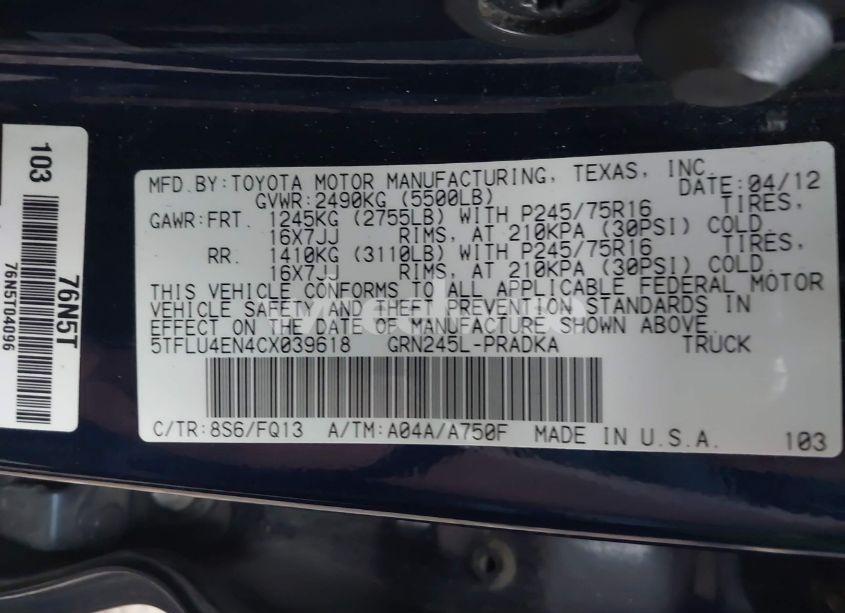 103
76N5T
76N5T04096
MFD.BY:TOYOTA MOTOR MANUFACTURING, TEXAS, INC.
GVWR:2490KG (5500LB) DATE:04/12
GAWR:FRT. 1245KG (2755LB) WITH P245/75R16 TIRES,
16X7JJ RIMS, AT 210KPA (30PSI) COLD.
RR. 1410KG (3110LB) WITH P245/75R16 TIRES,
16X7JJ RIMS, AT 210KPA (30PSI) COLD.
THIS VEHICLE CONFORMS TO ALL APPLICABLE FEDERAL MOTOR
VEHICLE SAFETY AND THEFT PREVENTION STANDARDS IN
EFFECT ON THE DATE OF MANUFACTURE SHOWN ABOVE.
5TFLU4EN4CX039618 GRN245L-PRADKA TRUCK
C/TR:8S6/FQ13 A/TM:A04A/A750F MADE IN U.S.A. 103